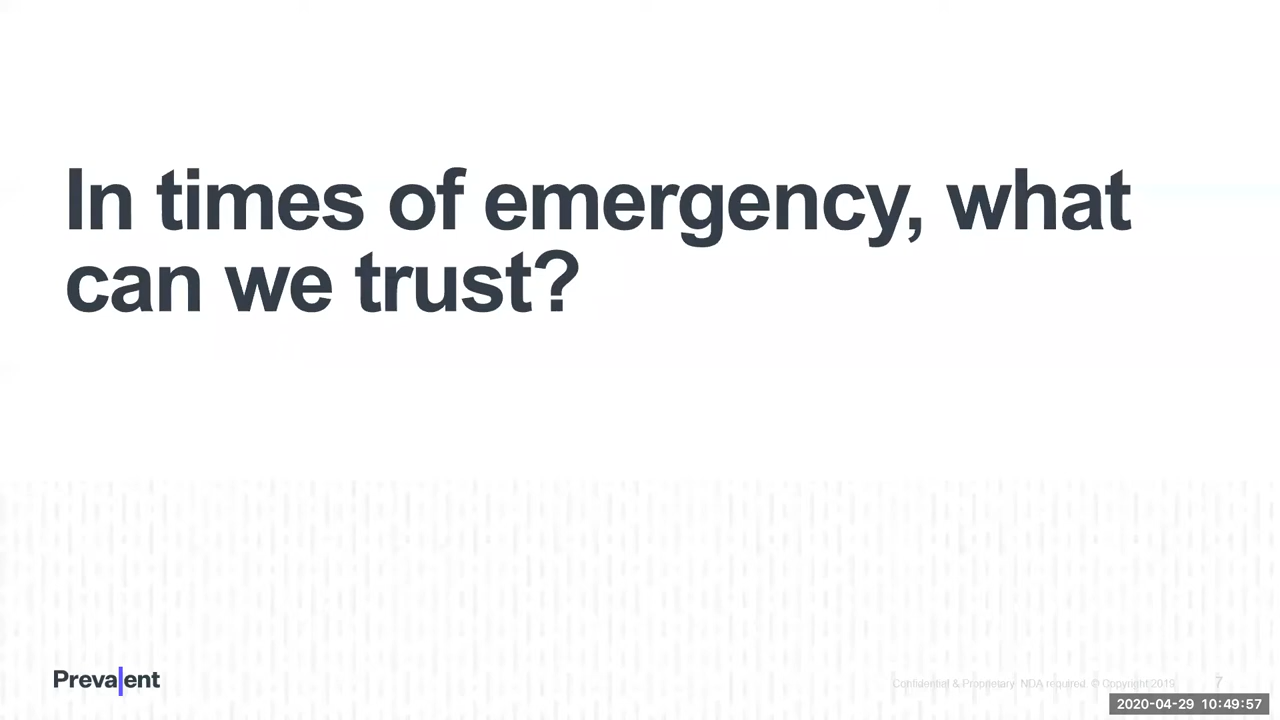 In times of emergency, what
can we trust?
Prevalent
Confidential & Proprietary. NDA required. © Copyright 2019
7
2020-04-29 10:49:57